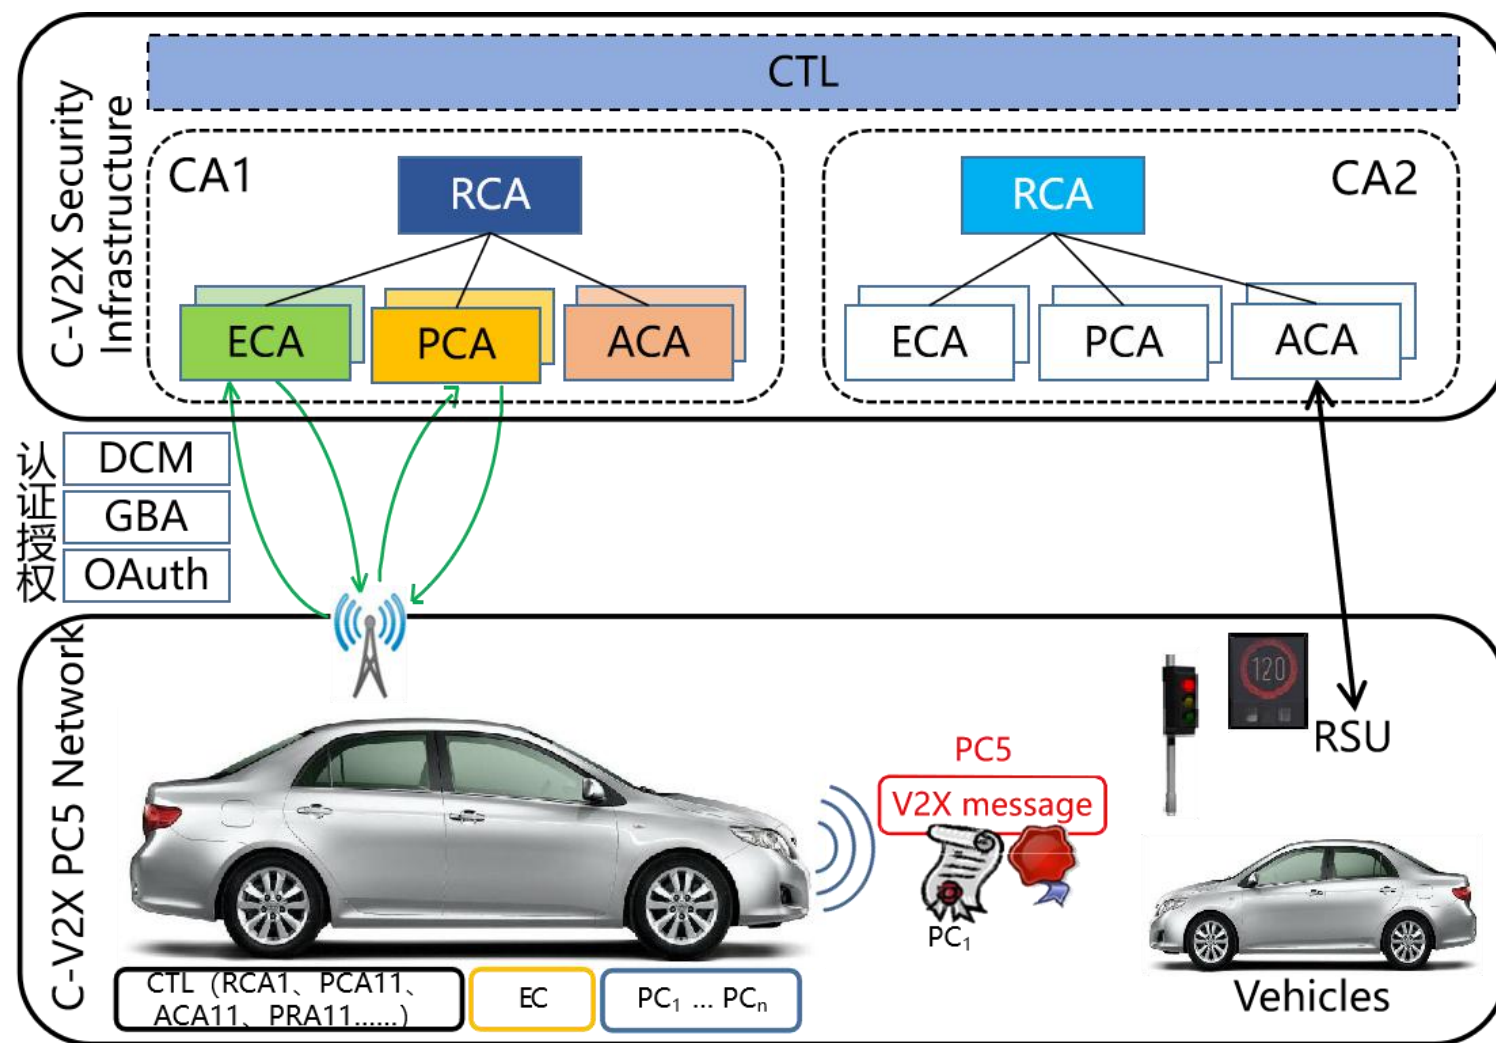 C-V2X Security
Infrastructure
CTL
CA1
RCA
ECA
PCA
ACA
RCA
CA2
ECA
PCA
ACA
认证授权
DCM
GBA
OAuth
C-V2X PC5 Network
120
RSU
PC5
V2X message
PC₁
Vehicles
CTL（RCA1、PCA11、
ACA11、PRA11......）
EC
PC₁ ... PCₙ